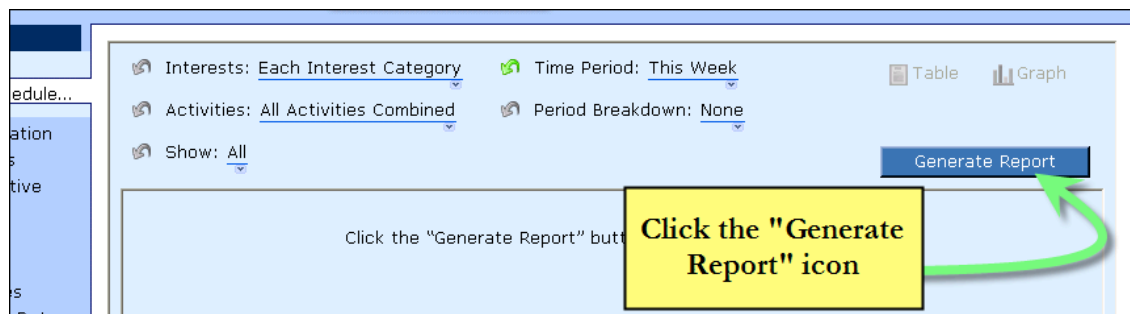 Interests: Each Interest Category
Time Period: This Week
Table
Graph
Activities: All Activities Combined
Period Breakdown: None
Show: All
Generate Report
edule...
ation
s
tive
es
Click the "Generate Report" butt
Click the "Generate
Report" icon